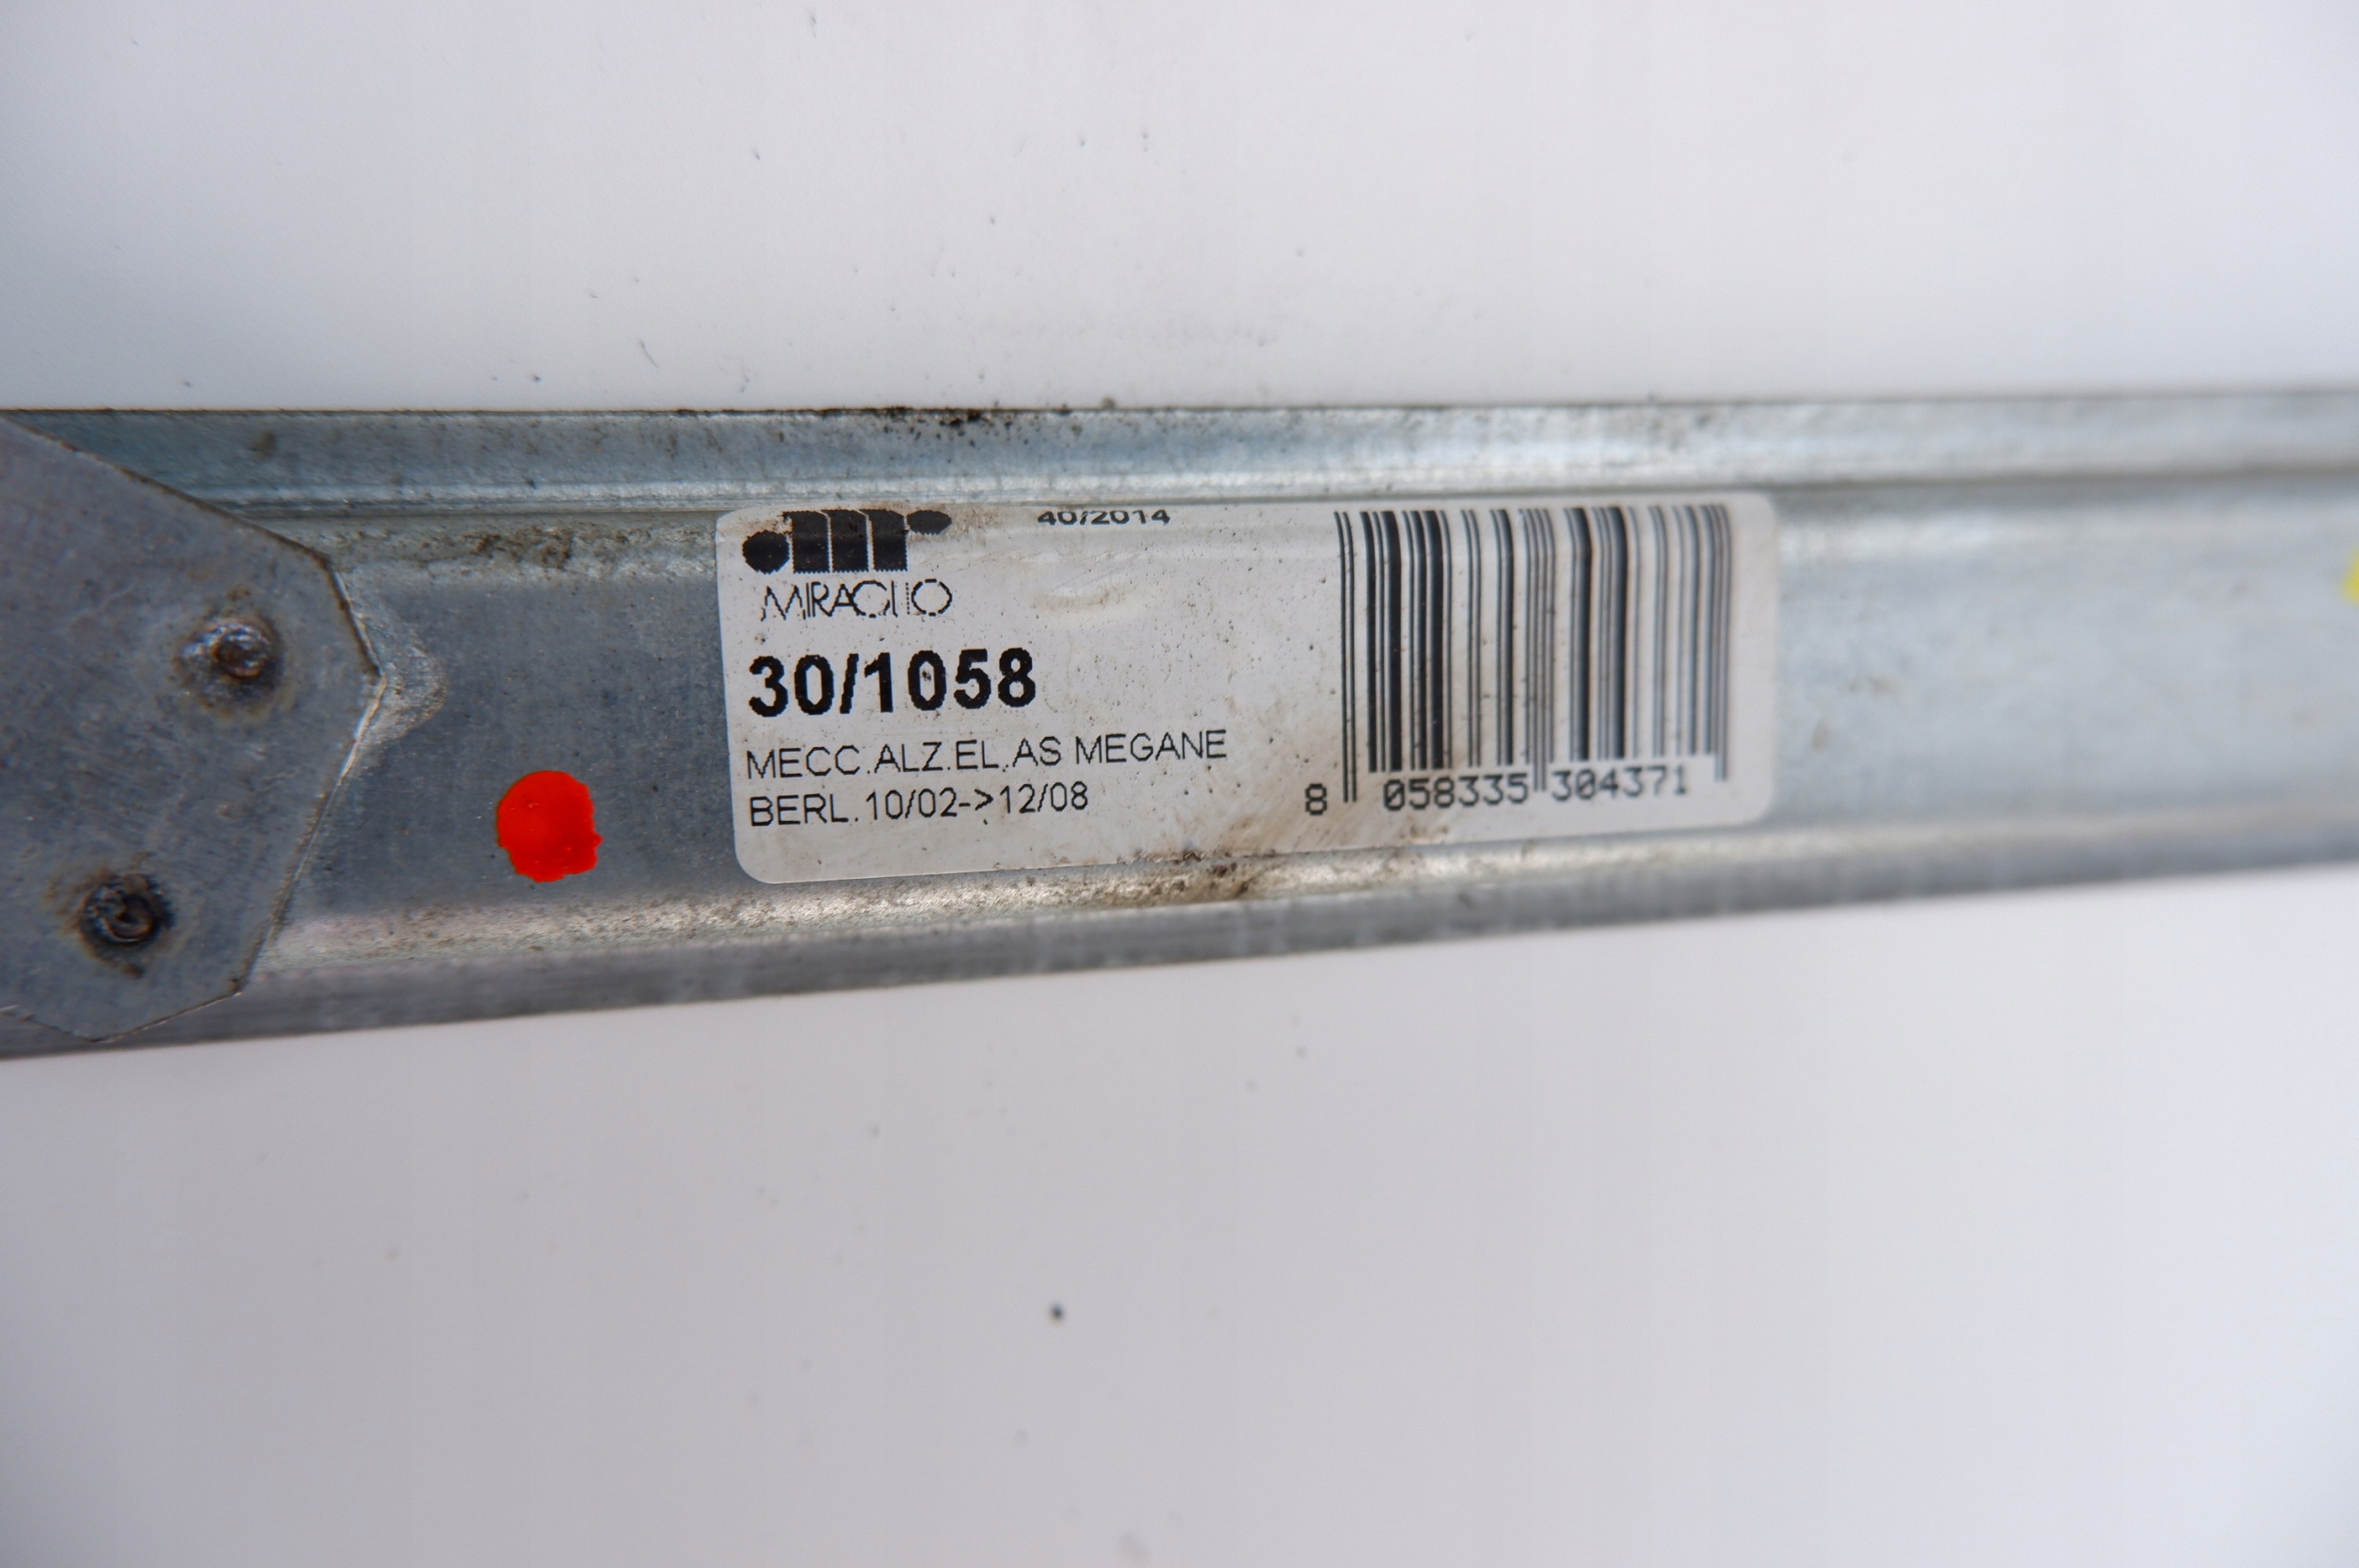 40/2014
MIRAGLIO
30/1058
MECC.ALZ.EL.AS MEGANE
BERL.10/02->12/08
8 058335 304371